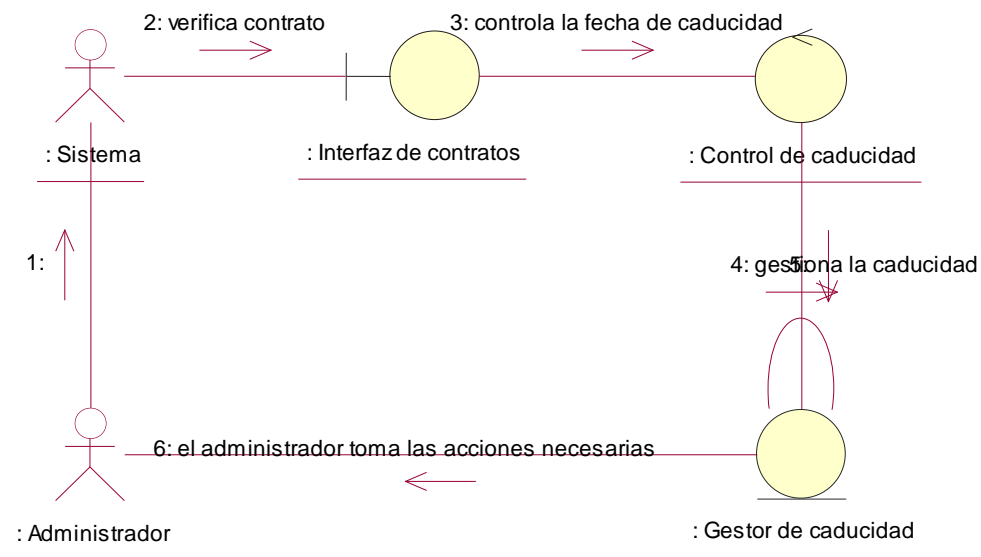 2: verifica contrato
3: controla la fecha de caducidad
: Sistema
: Interfaz de contratos
: Control de caducidad
1:
4: gestiona la caducidad
5:
6: el administrador toma las acciones necesarias
: Administrador
: Gestor de caducidad